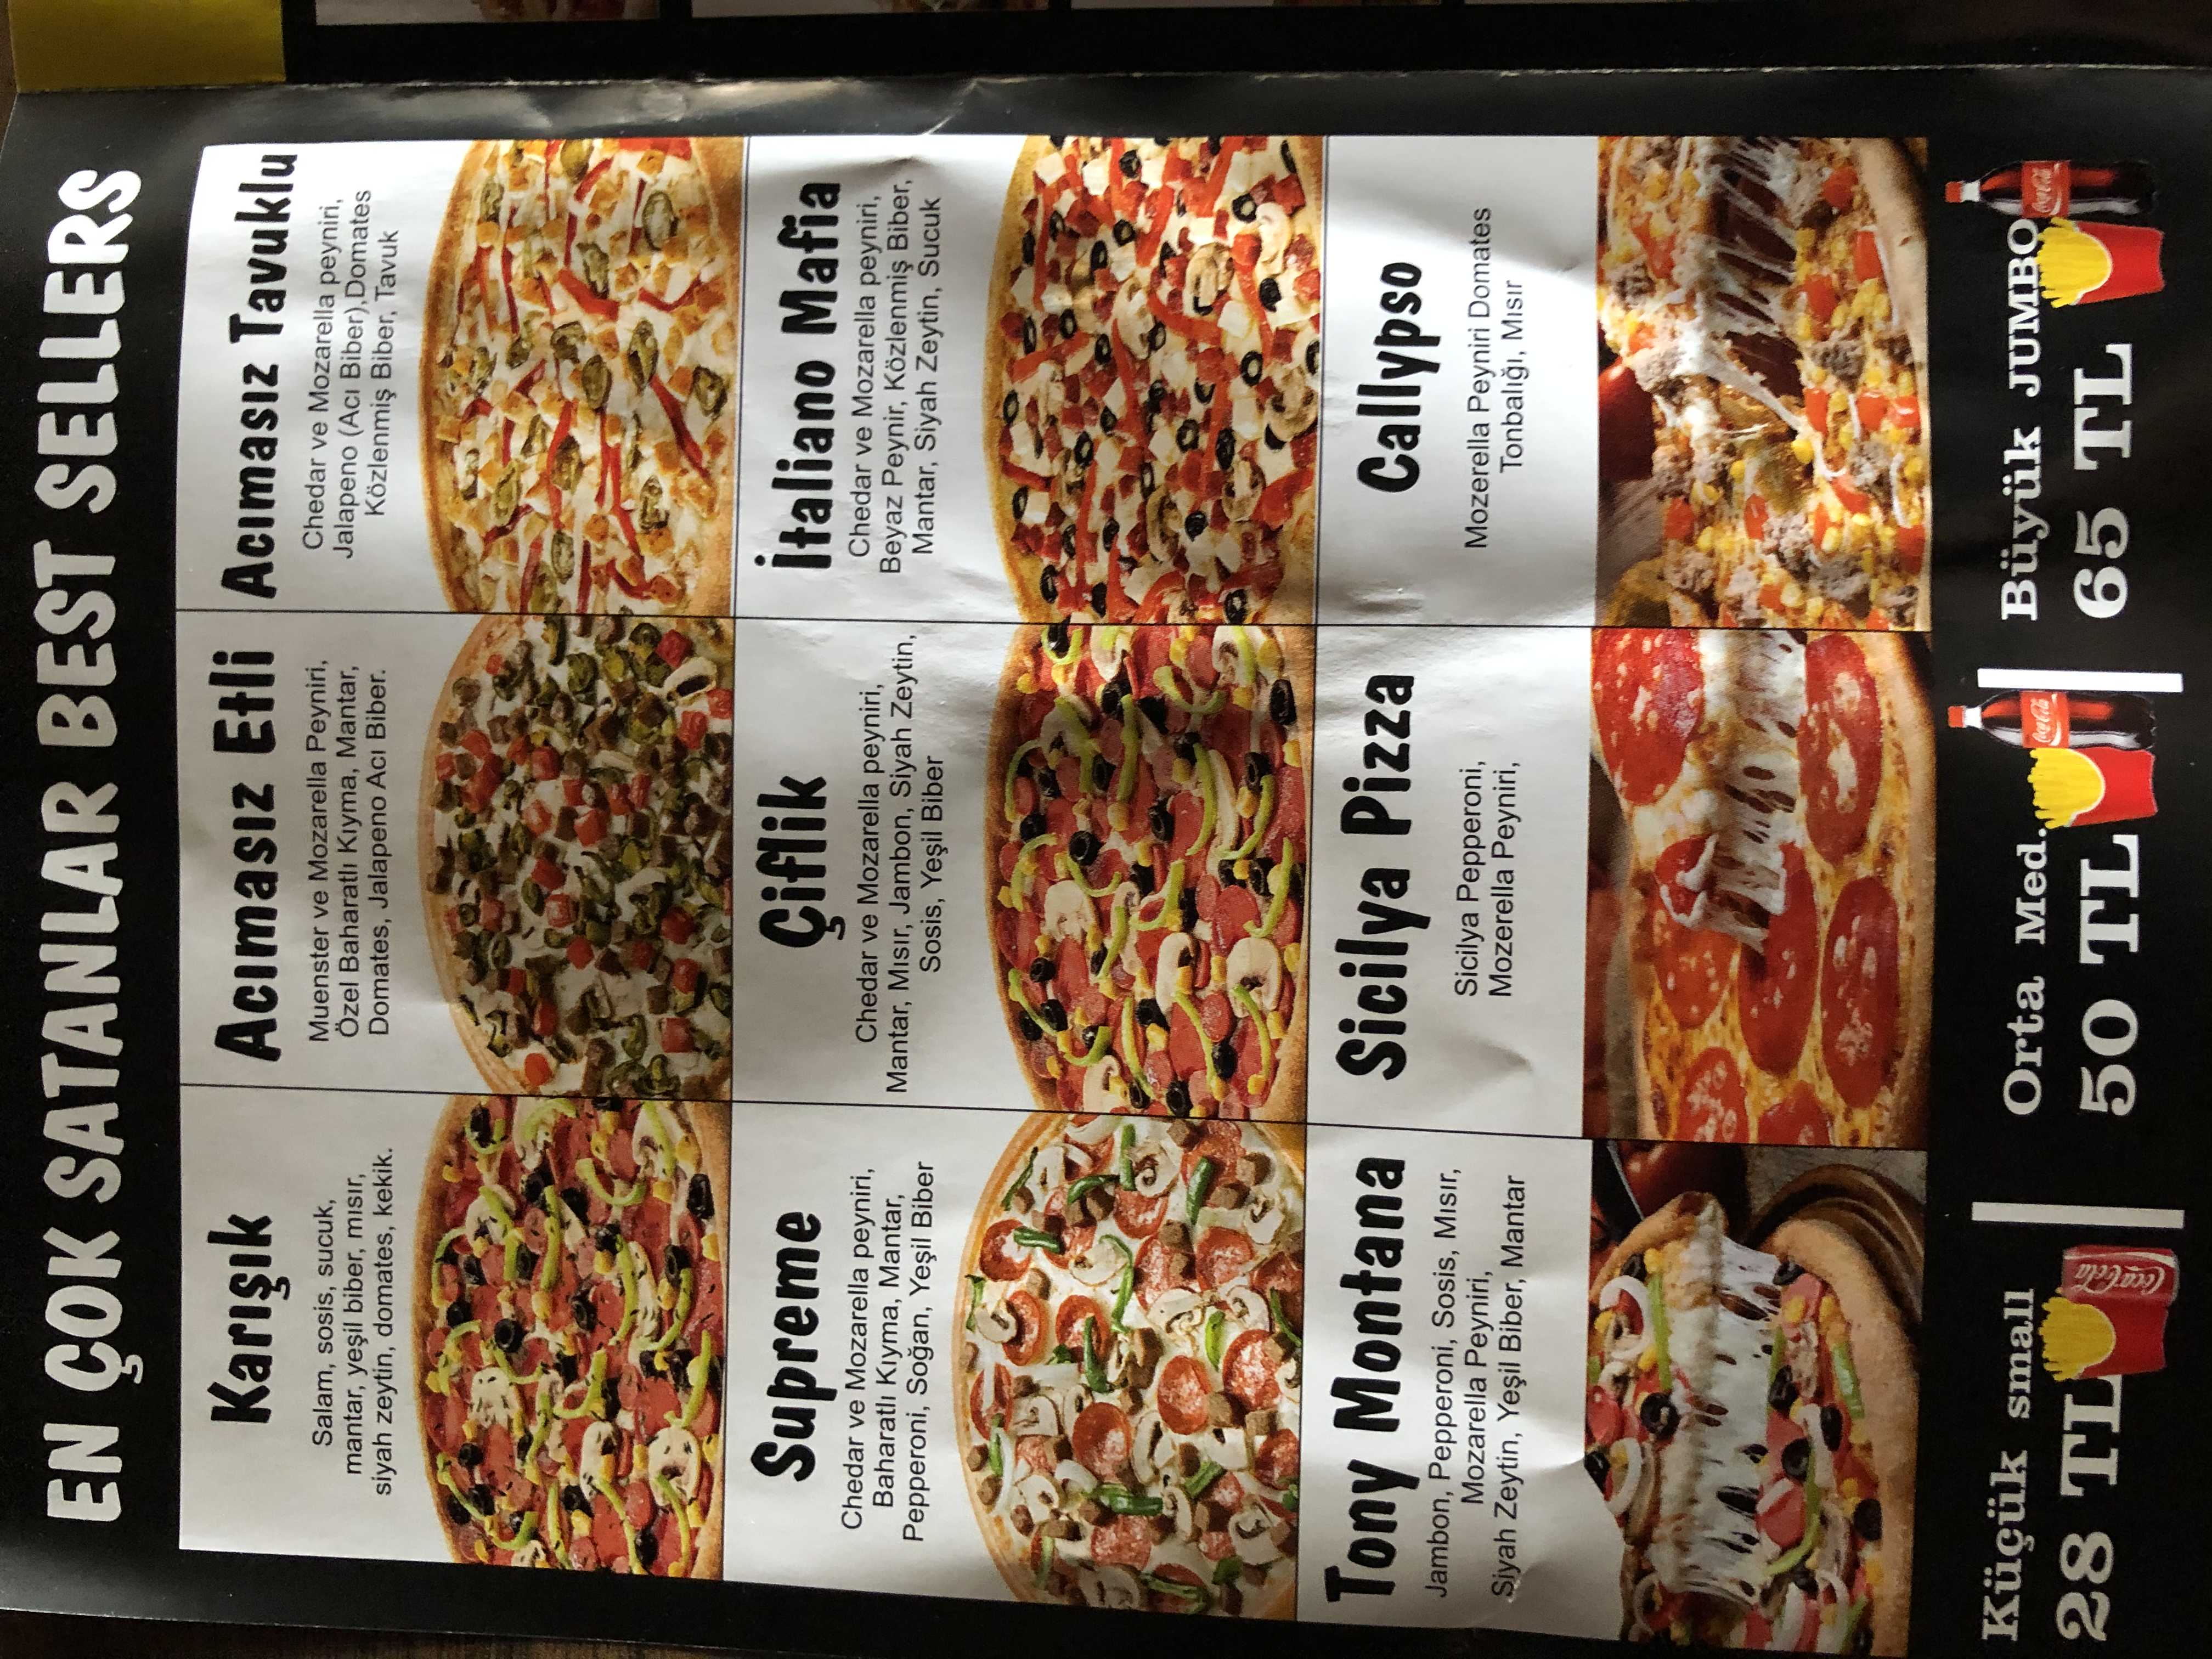 EN ÇOK SATANLAR BEST SELLERS
Karışık
Salam, sosis, sucuk,
mantar, yeşil biber, mısır,
siyah zeytin, domates, kekik.
Acımasız Etli
Muenster ve Mozarella Peyniri,
Özel Baharatlı Kıyma, Mantar,
Domates, Jalapeno Acı Biber.
Acımasız Tavuklu
Chedar ve Mozarella peyniri,
Jalapeno (Acı Biber),Domates
Közlenmiş Biber, Tavuk
Supreme
Chedar ve Mozarella peyniri,
Baharatlı Kıyma, Mantar,
Pepperoni, Soğan, Yeşil Biber
Çiflik
Chedar ve Mozarella peyniri,
Mantar, Mısır, Jambon, Siyah Zeytin,
Sosis, Yeşil Biber
İtaliano Mafia
Chedar ve Mozarella peyniri,
Beyaz Peynir, Közlenmiş Biber,
Mantar, Siyah Zeytin, Sucuk
Tony Montana
Jambon, Pepperoni, Sosis, Mısır,
Mozarella Peyniri,
Siyah Zeytin, Yeşil Biber, Mantar
Sicilya Pizza
Sicilya Pepperoni,
Mozerella Peyniri,
Callypso
Mozerella Peyniri Domates
Tonbalığı, Mısır
Küçük small
28 TL
Coca-Cola
Orta Med.
50 TL
Coca-Cola
Büyük JUMBO
65 TL
Coca-Cola